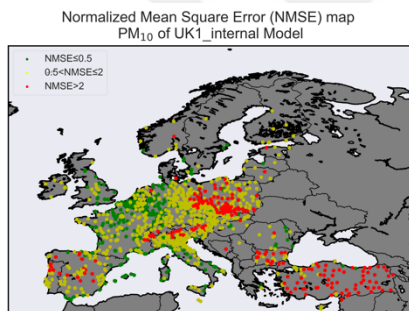 Normalized Mean Square Error (NMSE) map
PM₁₀ of UK1_internal Model
NMSE≤0.5
0.5<NMSE≤2
NMSE>2